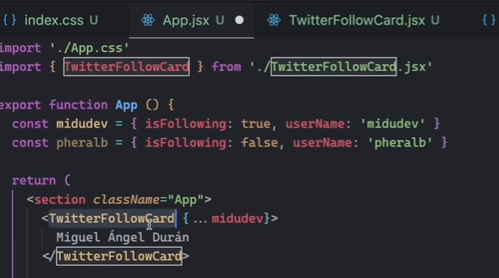 {} index.css U
App.jsx
TwitterFollowCard.jsx U
{}
import './App.css'
import { TwitterFollowCard } from './TwitterFollowCard.jsx'
export function App () {
const midudev = { isFollowing: true, userName: 'midudev' }
const pheralb = { isFollowing: false, userName: 'pheralb' }
return (
<section className="App">
<TwitterFollowCard {...midudev}>
Miguel Ángel Durán
</TwitterFollowCard>